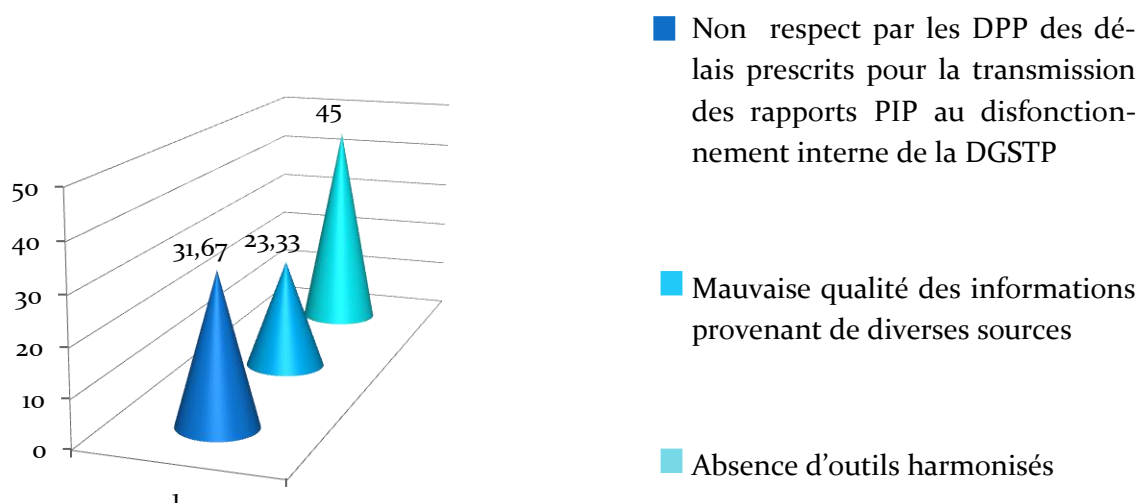 50
40
30
20
10
0
31,67
23,33
45
Non respect par les DPP des dé-
lais prescrits pour la transmission
des rapports PIP au disfonction-
nement interne de la DGSTP
Mauvaise qualité des informations
provenant de diverses sources
Absence d'outils harmonisés